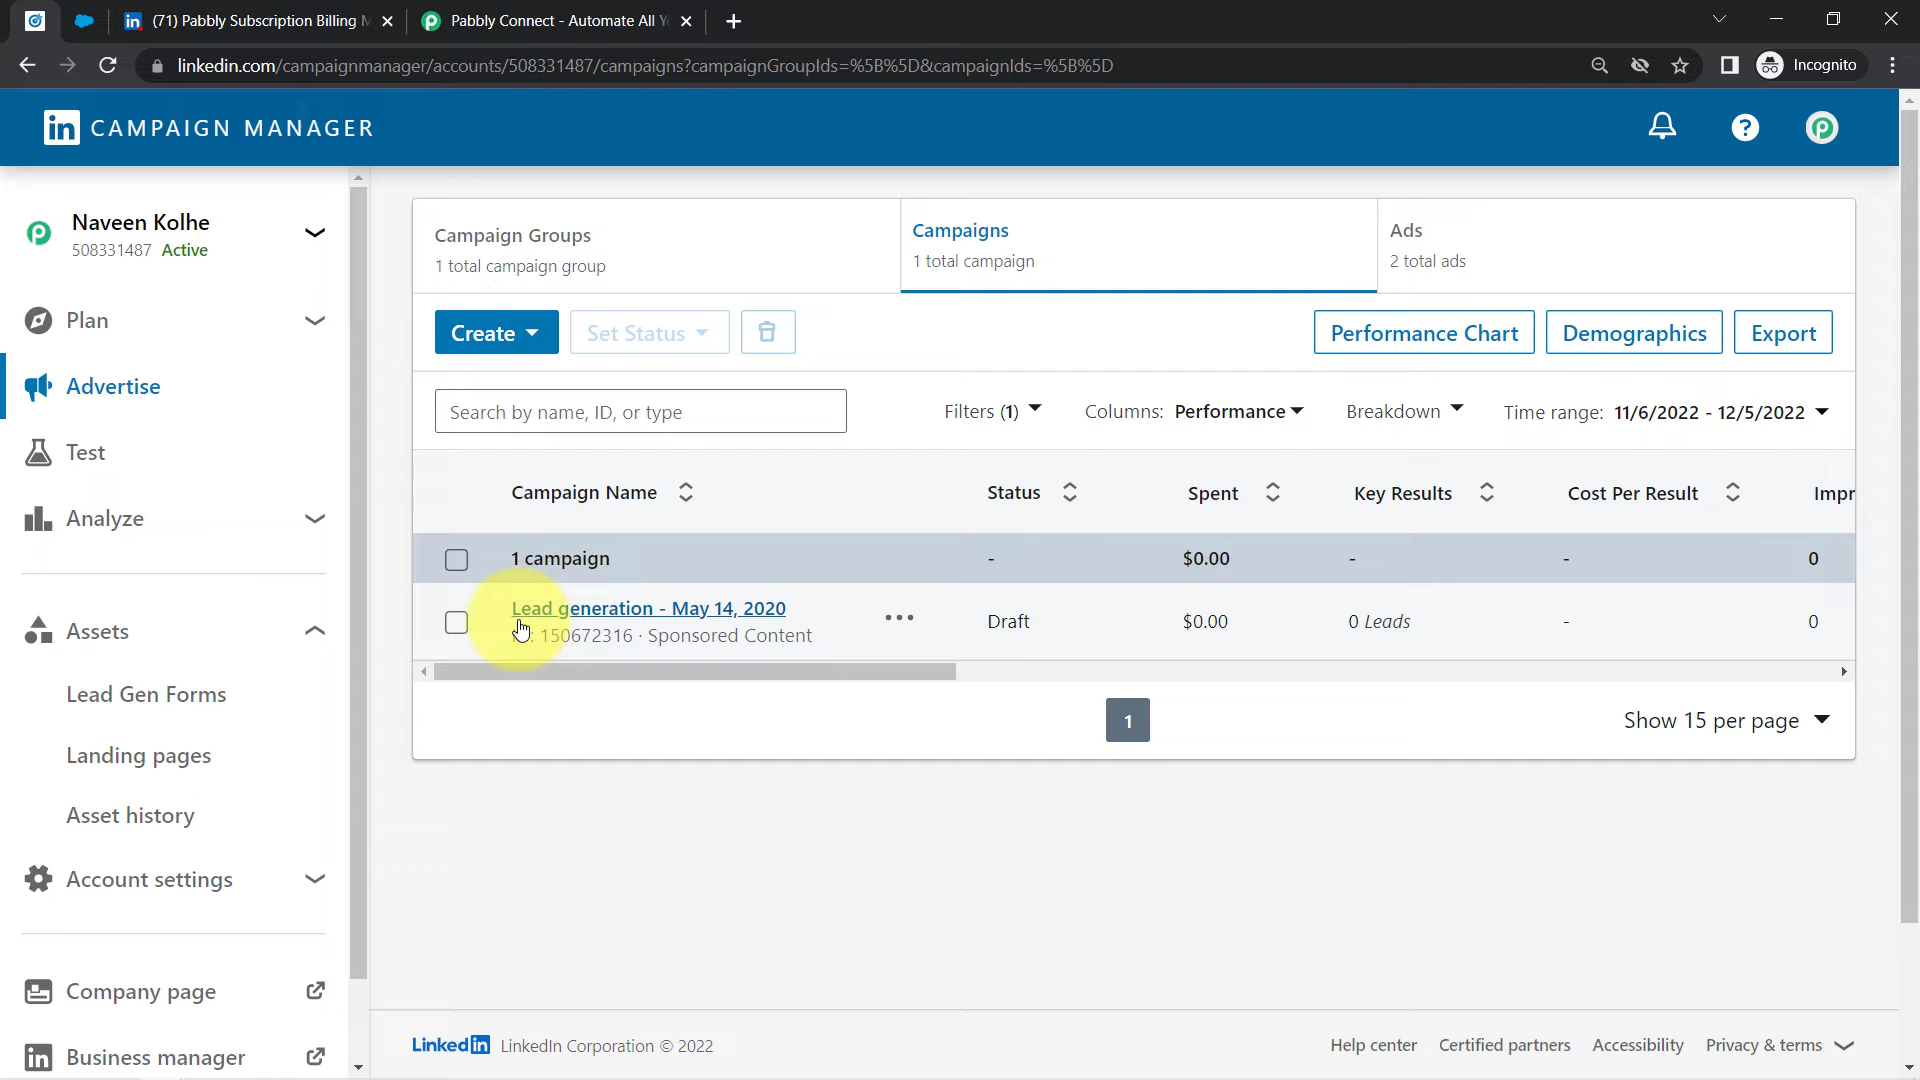 (71) Pabbly Subscription Billing M
Pabbly Connect - Automate All Y
linkedin.com/campaignmanager/accounts/508331487/campaigns?campaignGroupIds=%5B%5D&campaignIds=%5B%5D
Incognito
in CAMPAIGN MANAGER
Naveen Kolhe
508331487 Active
Plan
Advertise
Test
Analyze
Assets
Lead Gen Forms
Landing pages
Asset history
Account settings
Company page
Business manager
Campaign Groups
1 total campaign group
Campaigns
1 total campaign
Ads
2 total ads
Create
Set Status
Performance Chart
Demographics
Export
Search by name, ID, or type
Filters (1)
Columns: Performance
Breakdown
Time range: 11/6/2022 - 12/5/2022
Campaign Name
Status
Spent
Key Results
Cost Per Result
Impr
1 campaign
-
$0.00
-
-
0
Lead generation - May 14, 2020
: 150672316 · Sponsored Content
Draft
$0.00
0 Leads
-
0
1
Show 15 per page
LinkedIn LinkedIn Corporation © 2022
Help center
Certified partners
Accessibility
Privacy & terms